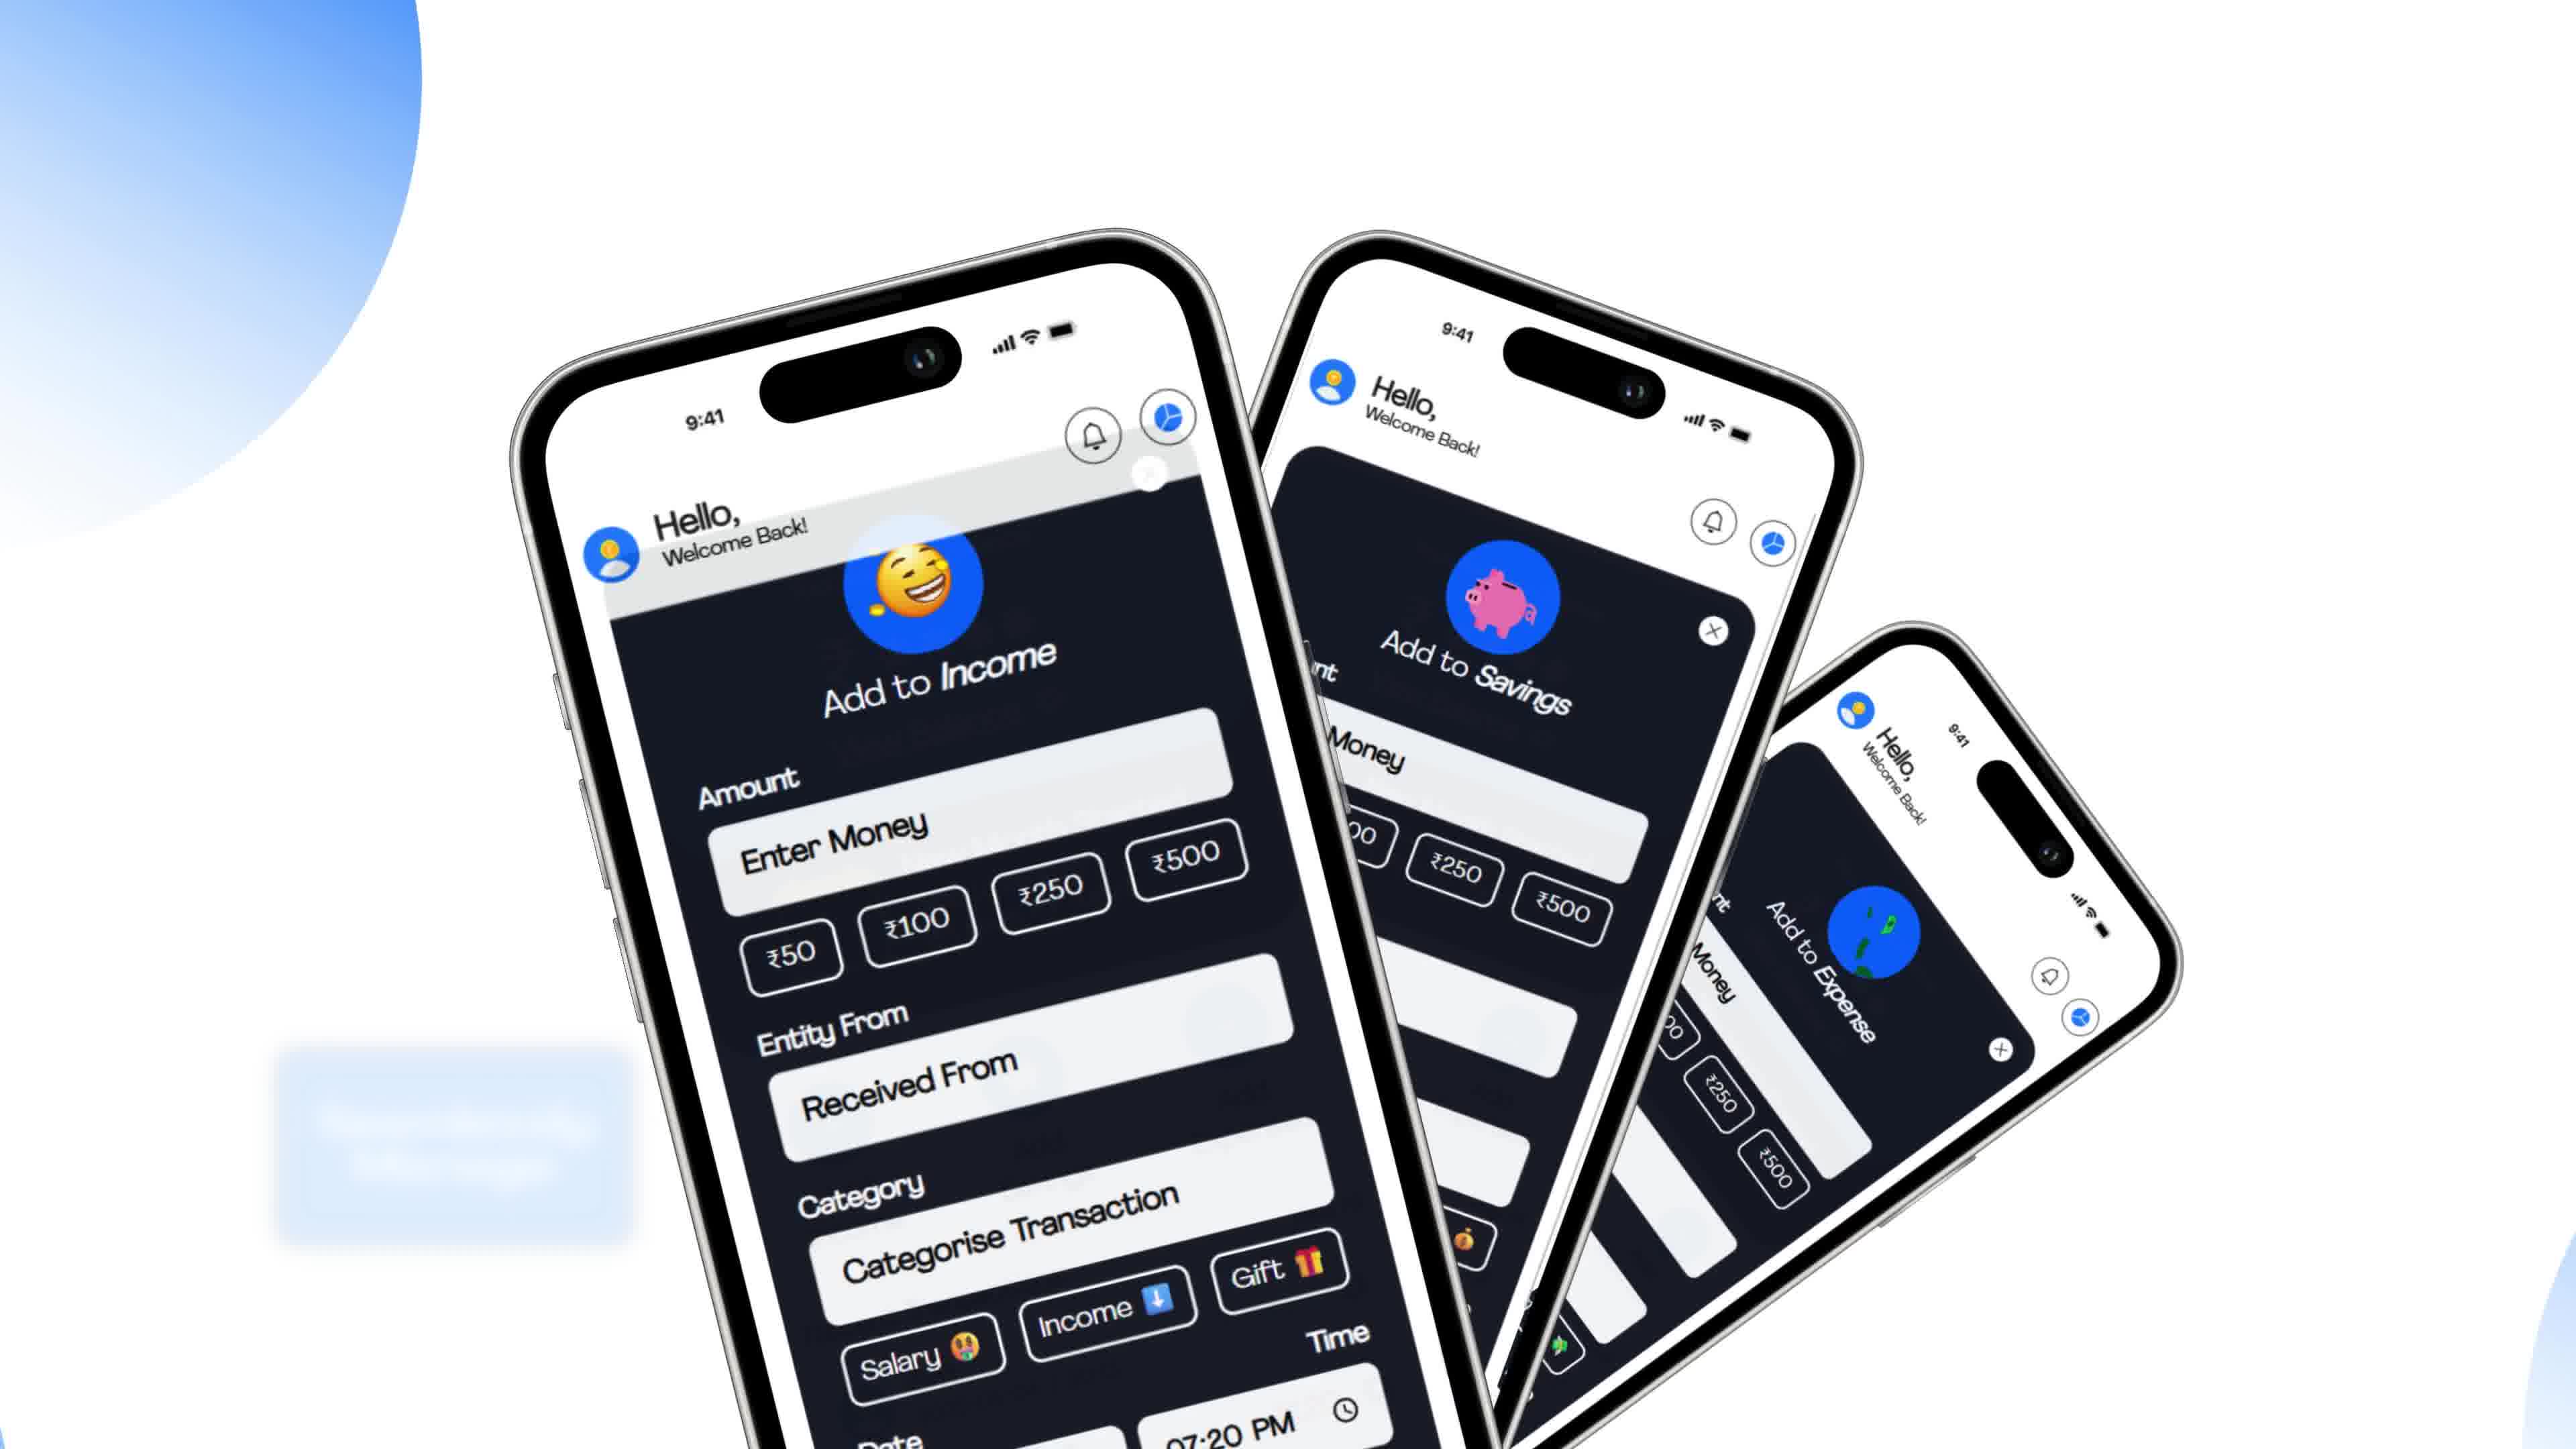 9:41
Hello,
Welcome Back!
Add to Income
Amount
Enter Money
₹50
₹100
₹250
₹500
Entity From
Received From
Category
Categorise Transaction
Salary
Income
Gift
Time
Date
07:20 PM
9:41
Hello,
Welcome Back!
Add to Savings
nt
Money
00
₹250
₹500
9:41
Hello,
Welcome Back!
Add to Expense
nt
Money
00
₹250
₹500